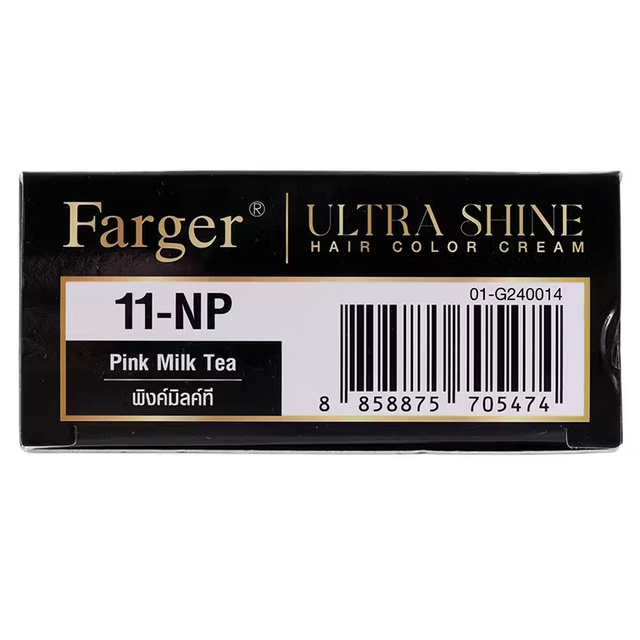 Farger®
ULTRA SHINE
HAIR COLOR CREAM
11-NP
Pink Milk Tea
พิงค์มิลค์ที
01-G240014
8 858875 705474